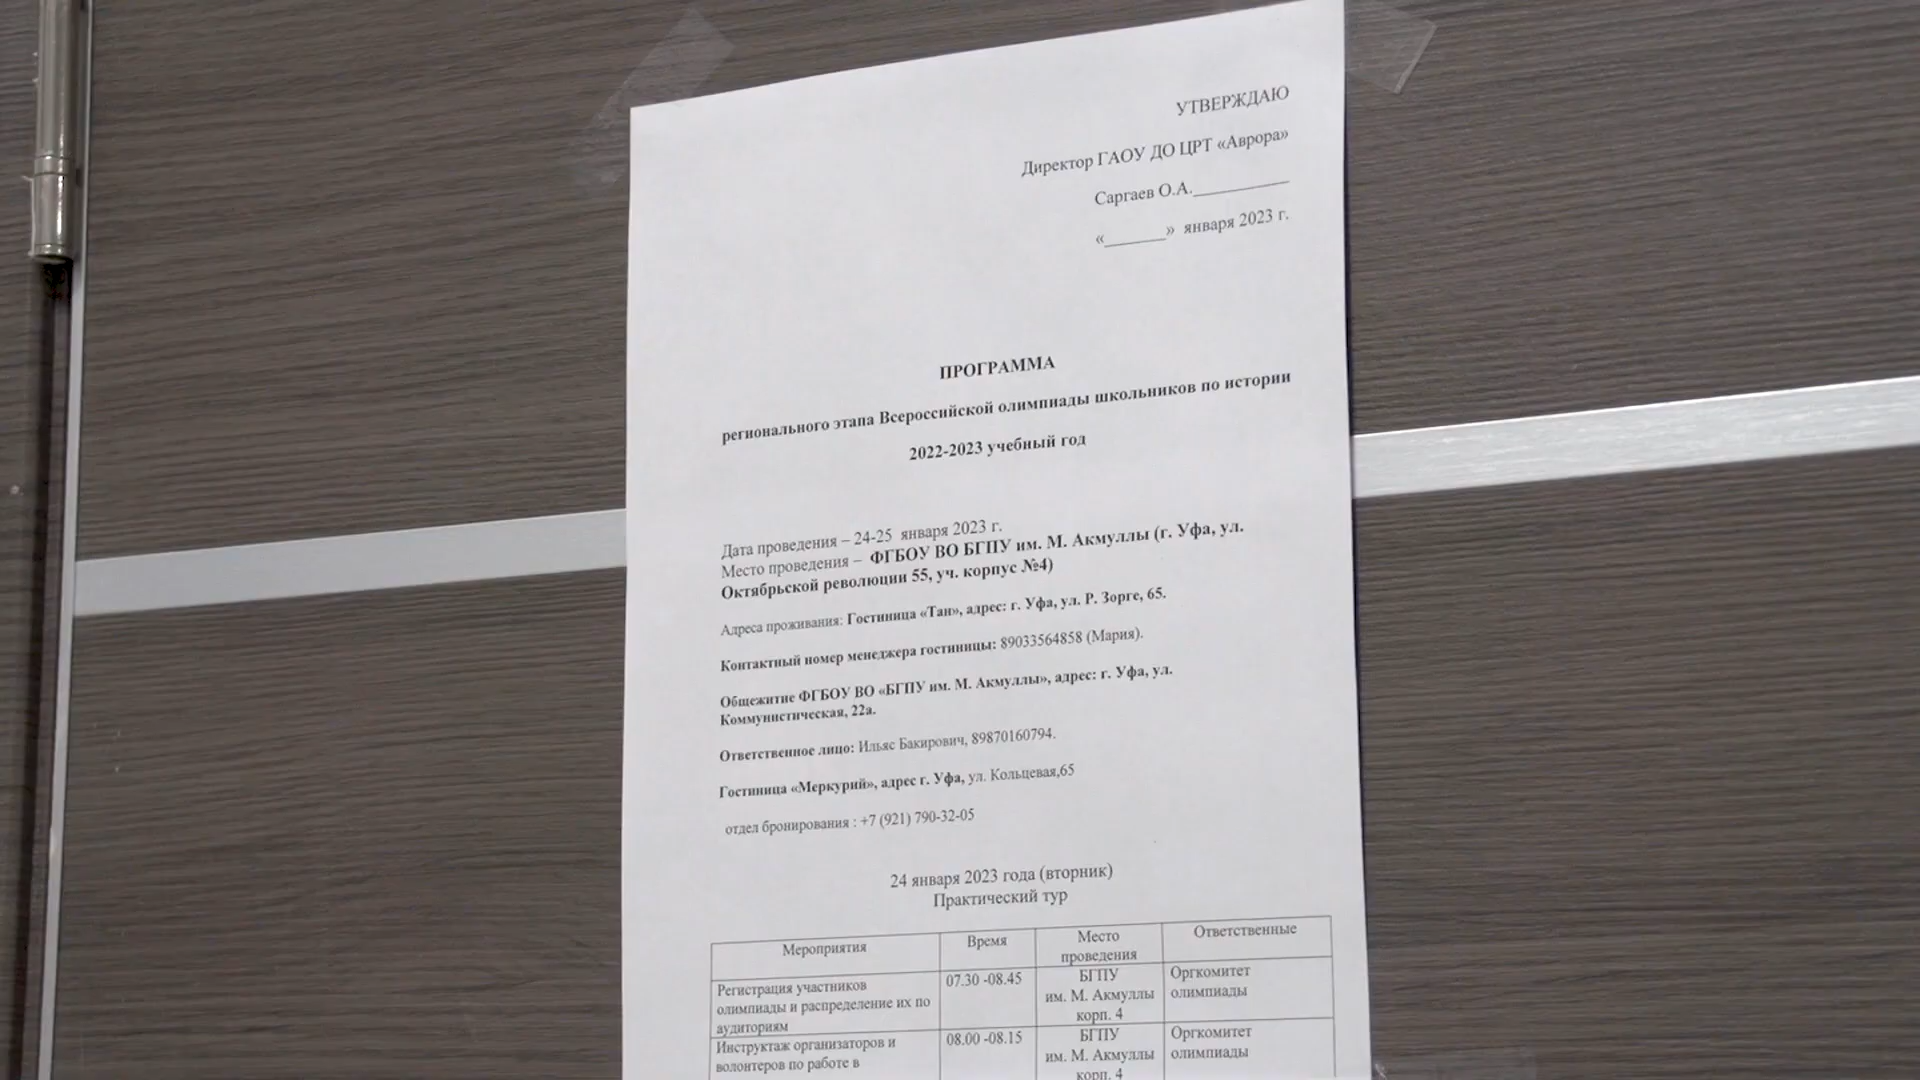 УТВЕРЖДАЮ
Директор ГАОУ ДО ЦРТ «Аврора»
Саргаев О.А.___________
«_______» января 2023 г.
ПРОГРАММА
регионального этапа Всероссийской олимпиады школьников по истории
2022-2023 учебный год
Дата проведения – 24-25 января 2023 г.
Место проведения – ФГБОУ ВО БГПУ им. М. Акмуллы (г. Уфа, ул.
Октябрьской революции 55, уч. корпус №4)
Адреса проживания: Гостиница «Тан», адрес: г. Уфа, ул. Р. Зорге, 65.
Контактный номер менеджера гостиницы: 89033564858 (Мария).
Общежитие ФГБОУ ВО «БГПУ им. М. Акмуллы», адрес: г. Уфа, ул.
Коммунистическая, 22а.
Ответственное лицо: Ильяс Бакирович, 89870160794.
Гостиница «Меркурий», адрес г. Уфа, ул. Кольцевая,65
отдел бронирования : +7 (921) 790-32-05
24 января 2023 года (вторник)
Практический тур
Мероприятия
Время
Место
проведения
Ответственные
Регистрация участников
олимпиады и распределение их по
аудиториям
07.30 -08.45
БГПУ
им. М. Акмуллы
корп. 4
Оргкомитет
олимпиады
Инструктаж организаторов и
волонтеров по работе в
08.00 -08.15
БГПУ
им. М. Акмуллы
корп. 4
Оргкомитет
олимпиады